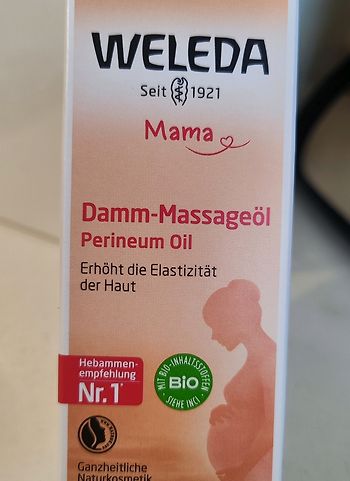 WELEDA
Seit 1921
Mama
Damm-Massageöl
Perineum Oil
Erhöht die Elastizität
der Haut
Hebammen-
empfehlung
Nr.1
MIT BIO-INHALTSSTOFFEN
BiO
SIEHE INCI
Ganzheitliche
Naturkosmetik